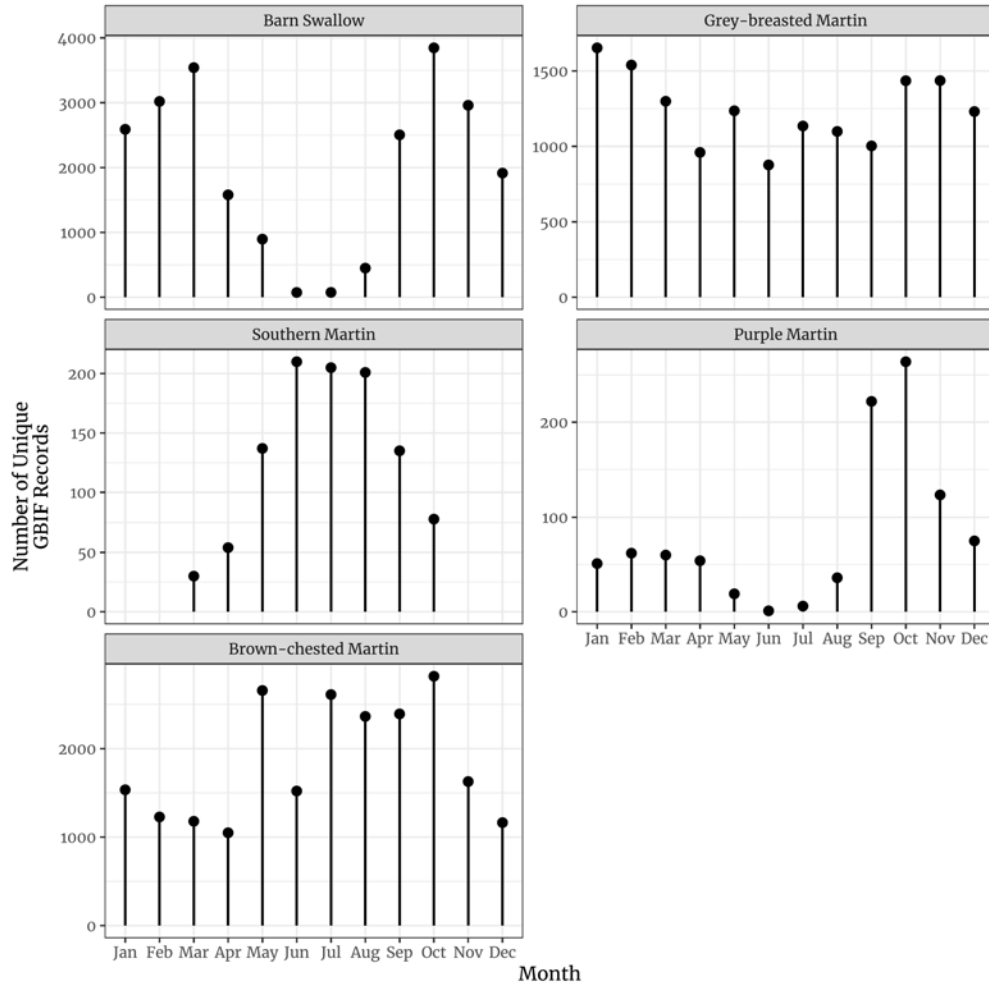 Barn Swallow
4000
3000
2000
1000
0
Grey-breasted Martin
1500
1000
500
0
Southern Martin
200
150
100
50
0
Purple Martin
200
100
0
Jan Feb Mar Apr May Jun Jul Aug Sep Oct Nov Dec
Brown-chested Martin
2000
1000
0
Jan Feb Mar Apr May Jun Jul Aug Sep Oct Nov Dec
Number of Unique
GBIF Records
Month